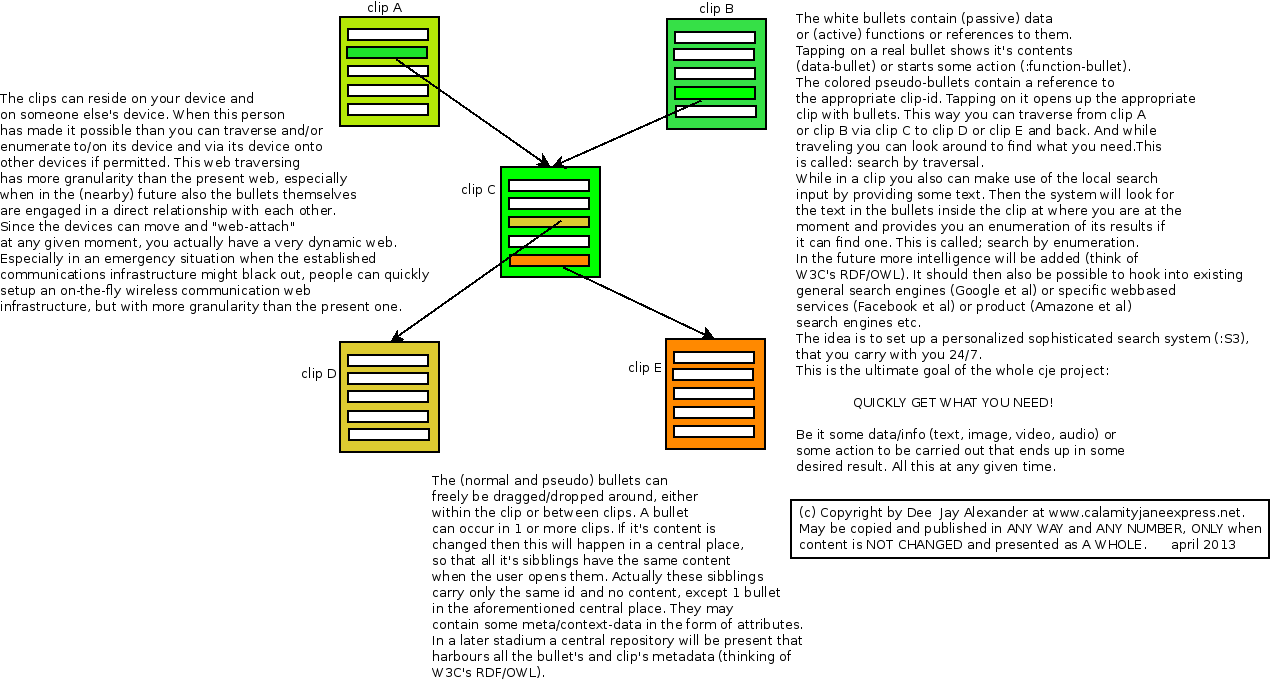 clip A
clip B
The clips can reside on your device and
on someone else's device. When this person
has made it possible than you can traverse and/or
enumerate to/on its device and via its device onto
other devices if permitted. This web traversing
has more granularity than the present web, especially
when in the (nearby) future also the bullets themselves
are engaged in a direct relationship with each other.
Since the devices can move and "web-attach"
at any given moment, you actually have a very dynamic web.
Especially in an emergency situation when the established
communications infrastructure might black out, people can quickly
setup an on-the-fly wireless communication web
infrastructure, but with more granularity than the present one.
clip C
clip D
clip E
The (normal and pseudo) bullets can
freely be dragged/dropped around, either
within the clip or between clips. A bullet
can occur in 1 or more clips. If it's content is
changed then this will happen in a central place,
so that all it's sibblings have the same content
when the user opens them. Actually these sibblings
carry only the same id and no content, except 1 bullet
in the aforementioned central place. They may
contain some meta/context-data in the form of attributes.
In a later stadium a central repository will be present that
harbours all the bullet's and clip's metadata (thinking of
W3C's RDF/OWL).
The white bullets contain (passive) data
or (active) functions or references to them.
Tapping on a real bullet shows it's contents
(data-bullet) or starts some action (:function-bullet).
The colored pseudo-bullets contain a reference to
the appropriate clip-id. Tapping on it opens up the appropriate
clip with bullets. This way you can traverse from clip A
or clip B via clip C to clip D or clip E and back. And while
traveling you can look around to find what you need.This
is called: search by traversal.
While in a clip you also can make use of the local search
input by providing some text. Then the system will look for
the text in the bullets inside the clip at where you are at the
moment and provides you an enumeration of its results if
it can find one. This is called; search by enumeration.
In the future more intelligence will be added (think of
W3C's RDF/OWL). It should then also be possible to hook into existing
general search engines (Google et al) or specific webbased
services (Facebook et al) or product (Amazone et al)
search engines etc.
The idea is to set up a personalized sophisticated search system (:S3),
that you carry with you 24/7.
This is the ultimate goal of the whole cje project:
QUICKLY GET WHAT YOU NEED!
Be it some data/info (text, image, video, audio) or
some action to be carried out that ends up in some
desired result. All this at any given time.
(c) Copyright by Dee Jay Alexander at www.calamityjaneexpress.net.
May be copied and published in ANY WAY and ANY NUMBER, ONLY when
content is NOT CHANGED and presented as A WHOLE. april 2013